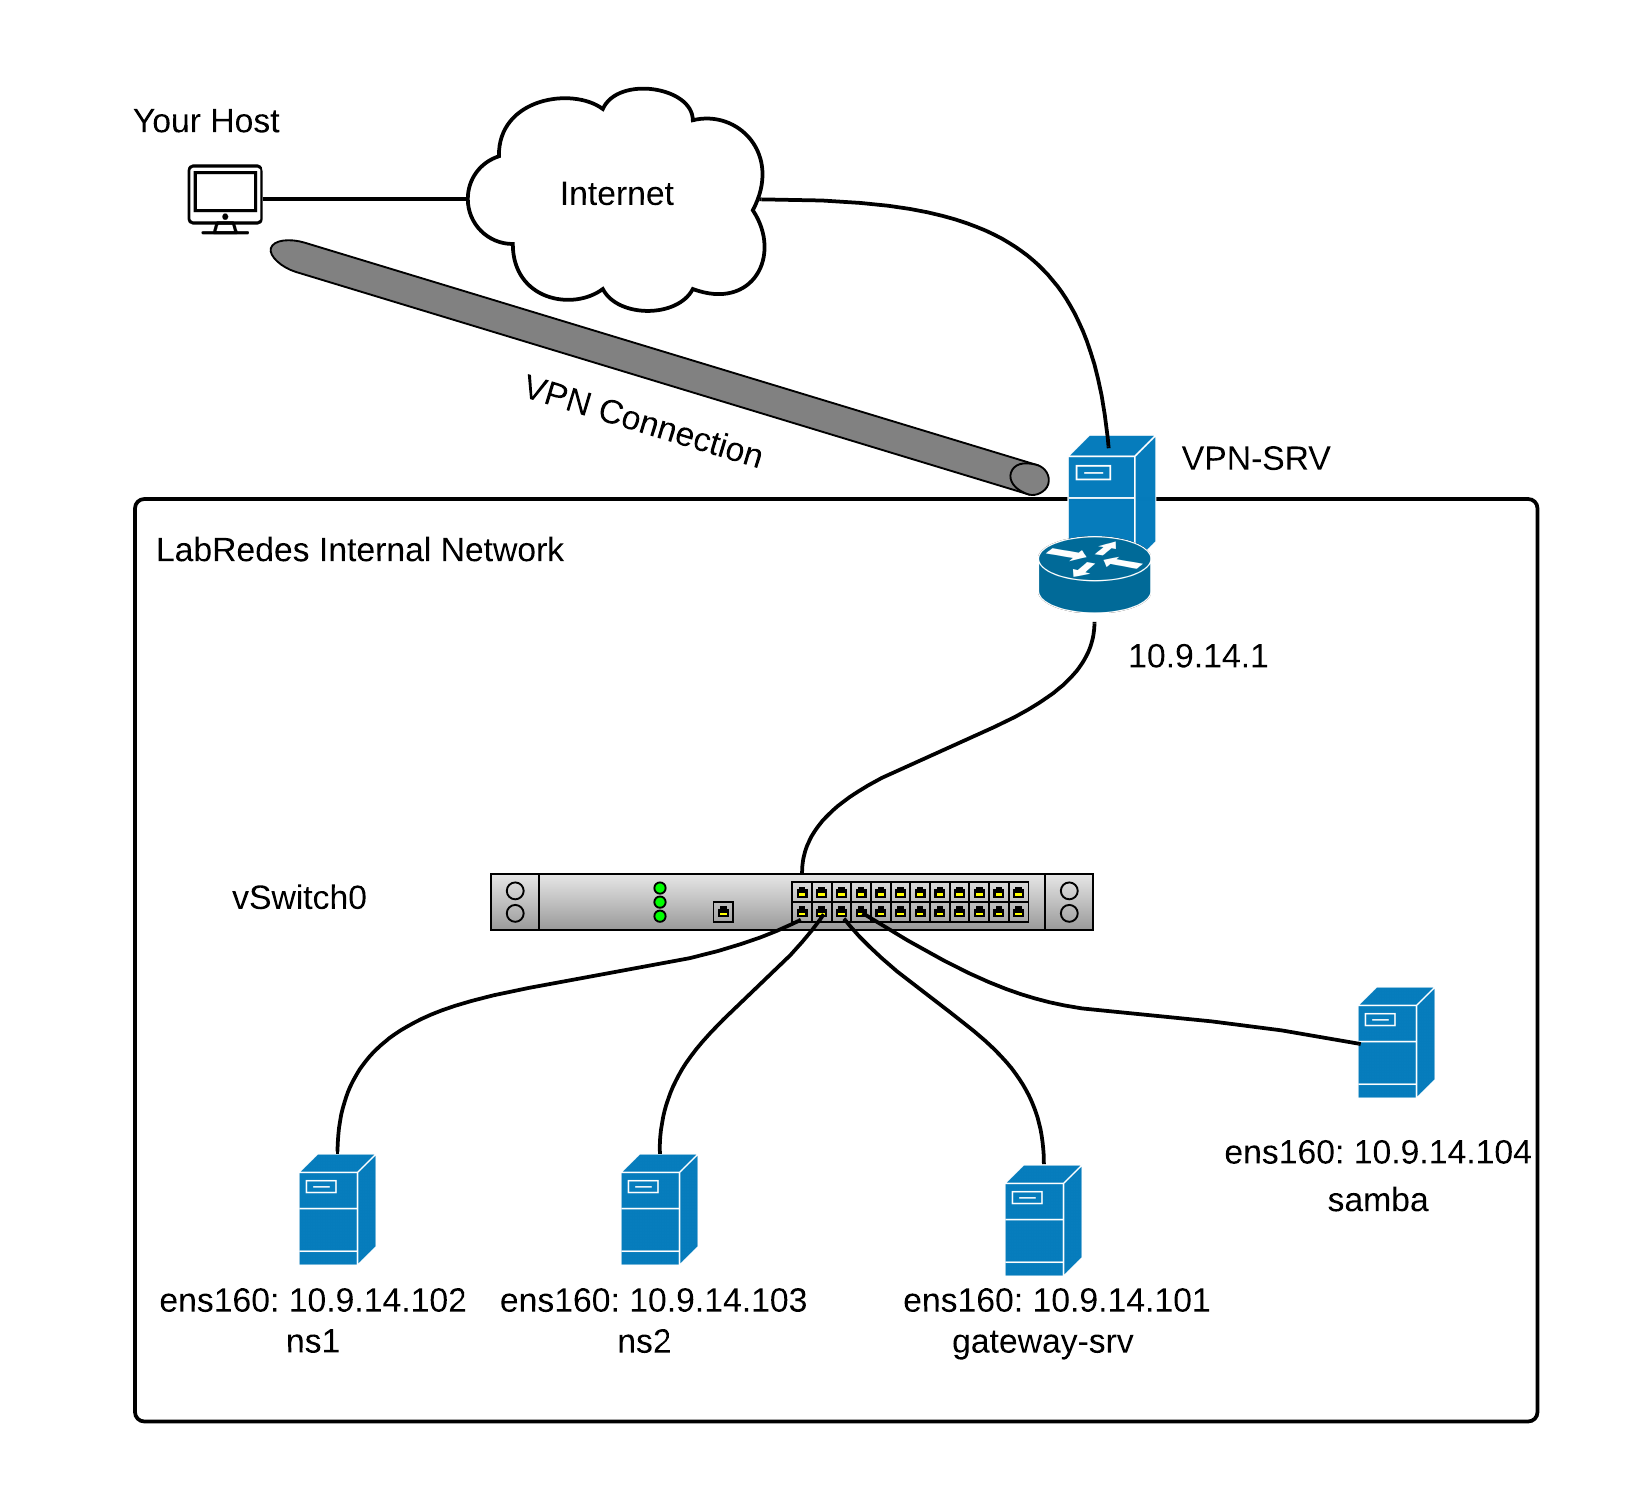 Your Host
Internet
VPN Connection
VPN-SRV
LabRedes Internal Network
10.9.14.1
vSwitch0
ens160: 10.9.14.104
samba
ens160: 10.9.14.102
ns1
ens160: 10.9.14.103
ns2
ens160: 10.9.14.101
gateway-srv